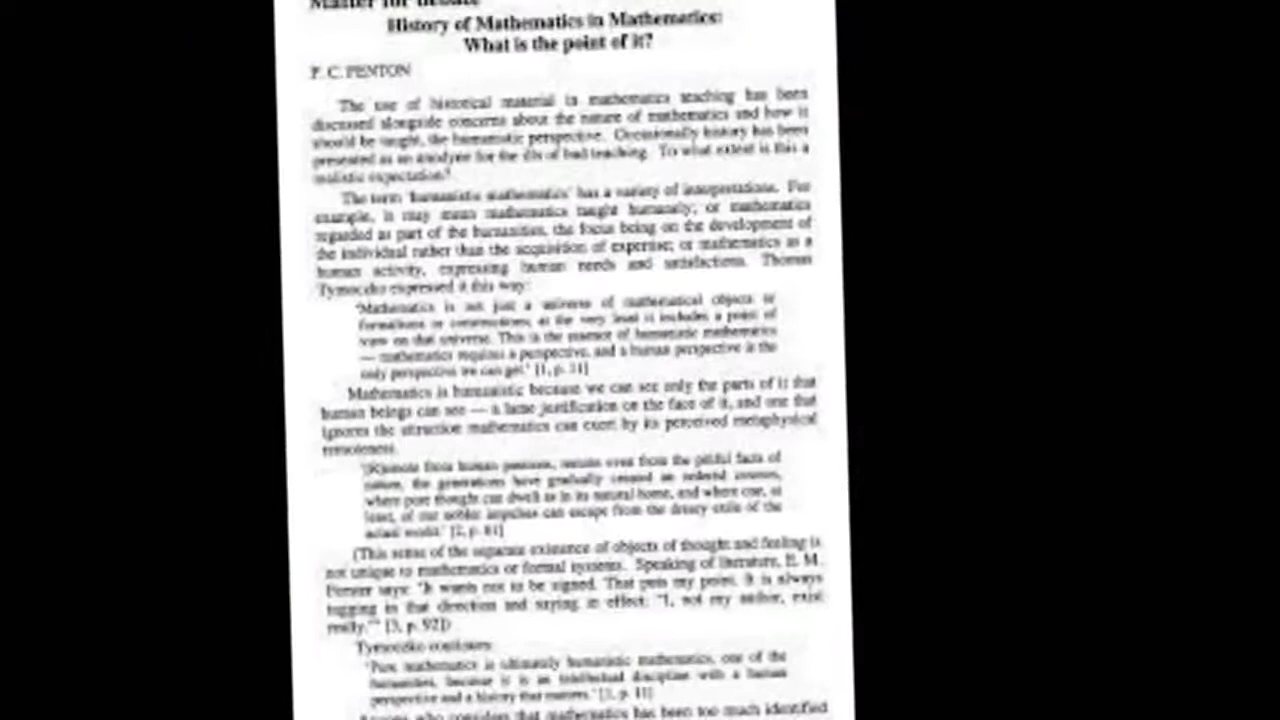 Matter for debate
History of Mathematics in Mathematics:
What is the point of it?
P. C. FENTON
The use of historical material in mathematics teaching has been
discussed alongside concerns about the nature of mathematics and how it
should be taught, the humanistic perspective. Occasionally history has been
presented as an anodyne for the ills of bad teaching. To what extent is this a
realistic expectation?
The term 'humanistic mathematics' has a variety of interpretations. For
example, it may mean mathematics taught humanely; or mathematics
regarded as part of the humanities, the focus being on the development of
the individual rather than the acquisition of expertise; or mathematics as a
human activity, expressing human needs and satisfactions. Thomas
Tymoczko expressed it this way:
'Mathematics is not just a universe of mathematical objects or
formations or constructions; at the very least it includes a point of
view on that universe. This is the essence of humanistic mathematics
— mathematics requires a perspective, and a human perspective is the
only perspective we can get.' [1, p. 11]
Mathematics is humanistic because we can see only the parts of it that
human beings can see — a lame justification on the face of it, and one that
ignores the attraction mathematics can exert by its perceived metaphysical
remoteness.
'[R]emote from human passions, remote even from the pitiful facts of
nature, the generations have gradually created an ordered cosmos,
where pure thought can dwell as in its natural home, and where one, at
least, of our nobler impulses can escape from the dreary exile of the
actual world.' [2, p. 61]
(This sense of the separate existence of objects of thought and feeling is
not unique to mathematics or formal systems. Speaking of literature, E. M.
Forster says: "It wants not to be signed. That puts my point. It is always
tugging in that direction and saying in effect: "I, not my author, exist
really."" [3, p. 92])
Tymoczko continues:
'Pure mathematics is ultimately humanistic mathematics, one of the
humanities, because it is an intellectual discipline with a human
perspective and a history that matters.' [1, p. 11]
Anyone who considers that mathematics has been too much identified